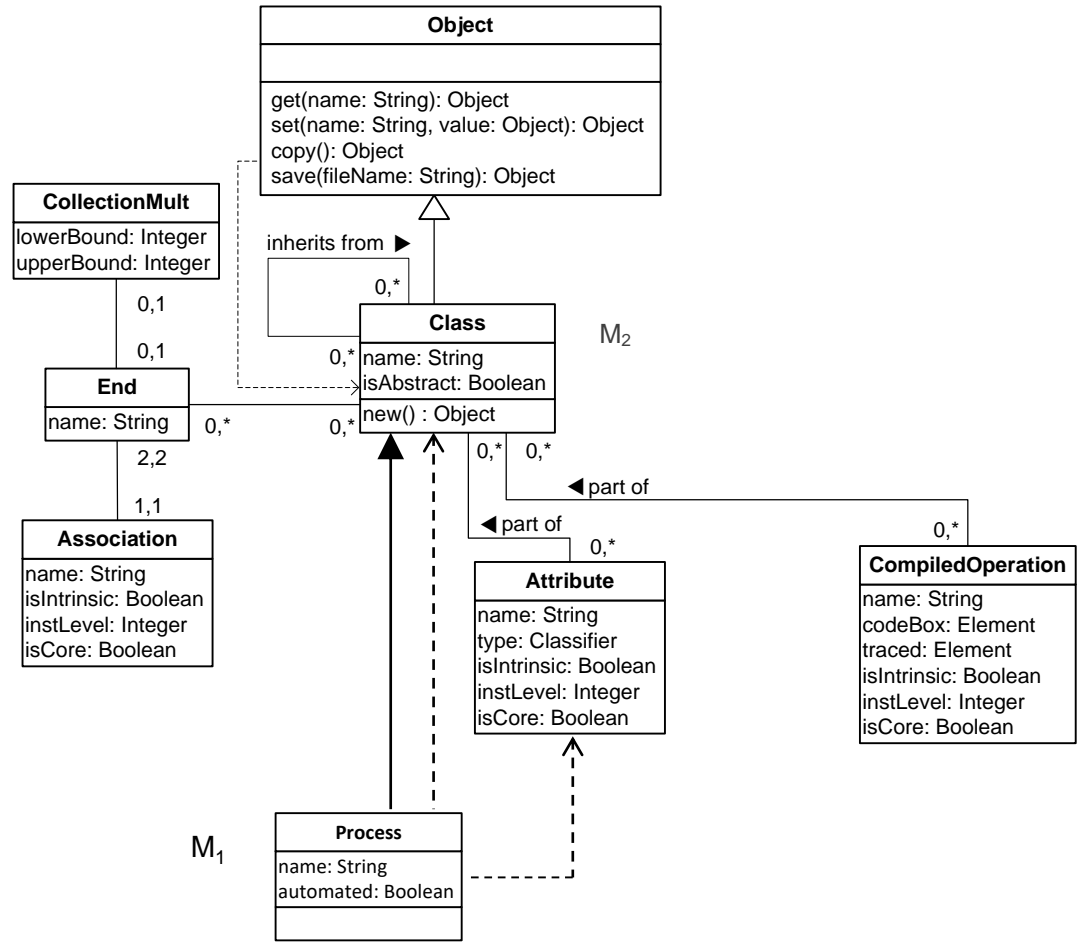 Object
get(name: String): Object
set(name: String, value: Object): Object
copy(): Object
save(fileName: String): Object
CollectionMult
lowerBound: Integer
upperBound: Integer
inherits from ►
0,*
0,1
Class
M2
0,*
name: String
isAbstract: Boolean
new() : Object
0,1
End
name: String
0,*
0,*
2,2
0,*
0,*
◄ part of
1,1
◄ part of
0,*
0,*
Association
name: String
isIntrinsic: Boolean
instLevel: Integer
isCore: Boolean
Attribute
name: String
type: Classifier
isIntrinsic: Boolean
instLevel: Integer
isCore: Boolean
CompiledOperation
name: String
codeBox: Element
traced: Element
isIntrinsic: Boolean
instLevel: Integer
isCore: Boolean
M1
Process
name: String
automated: Boolean